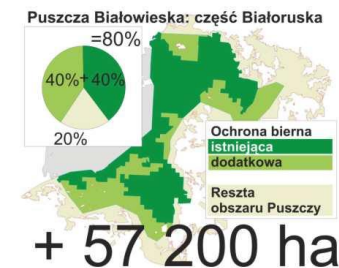 Puszcza Białowieska: część Białoruska
=80%
40%+40%
20%
Ochrona bierna
istniejąca
dodatkowa
Reszta
obszaru Puszczy
+ 57 200 ha